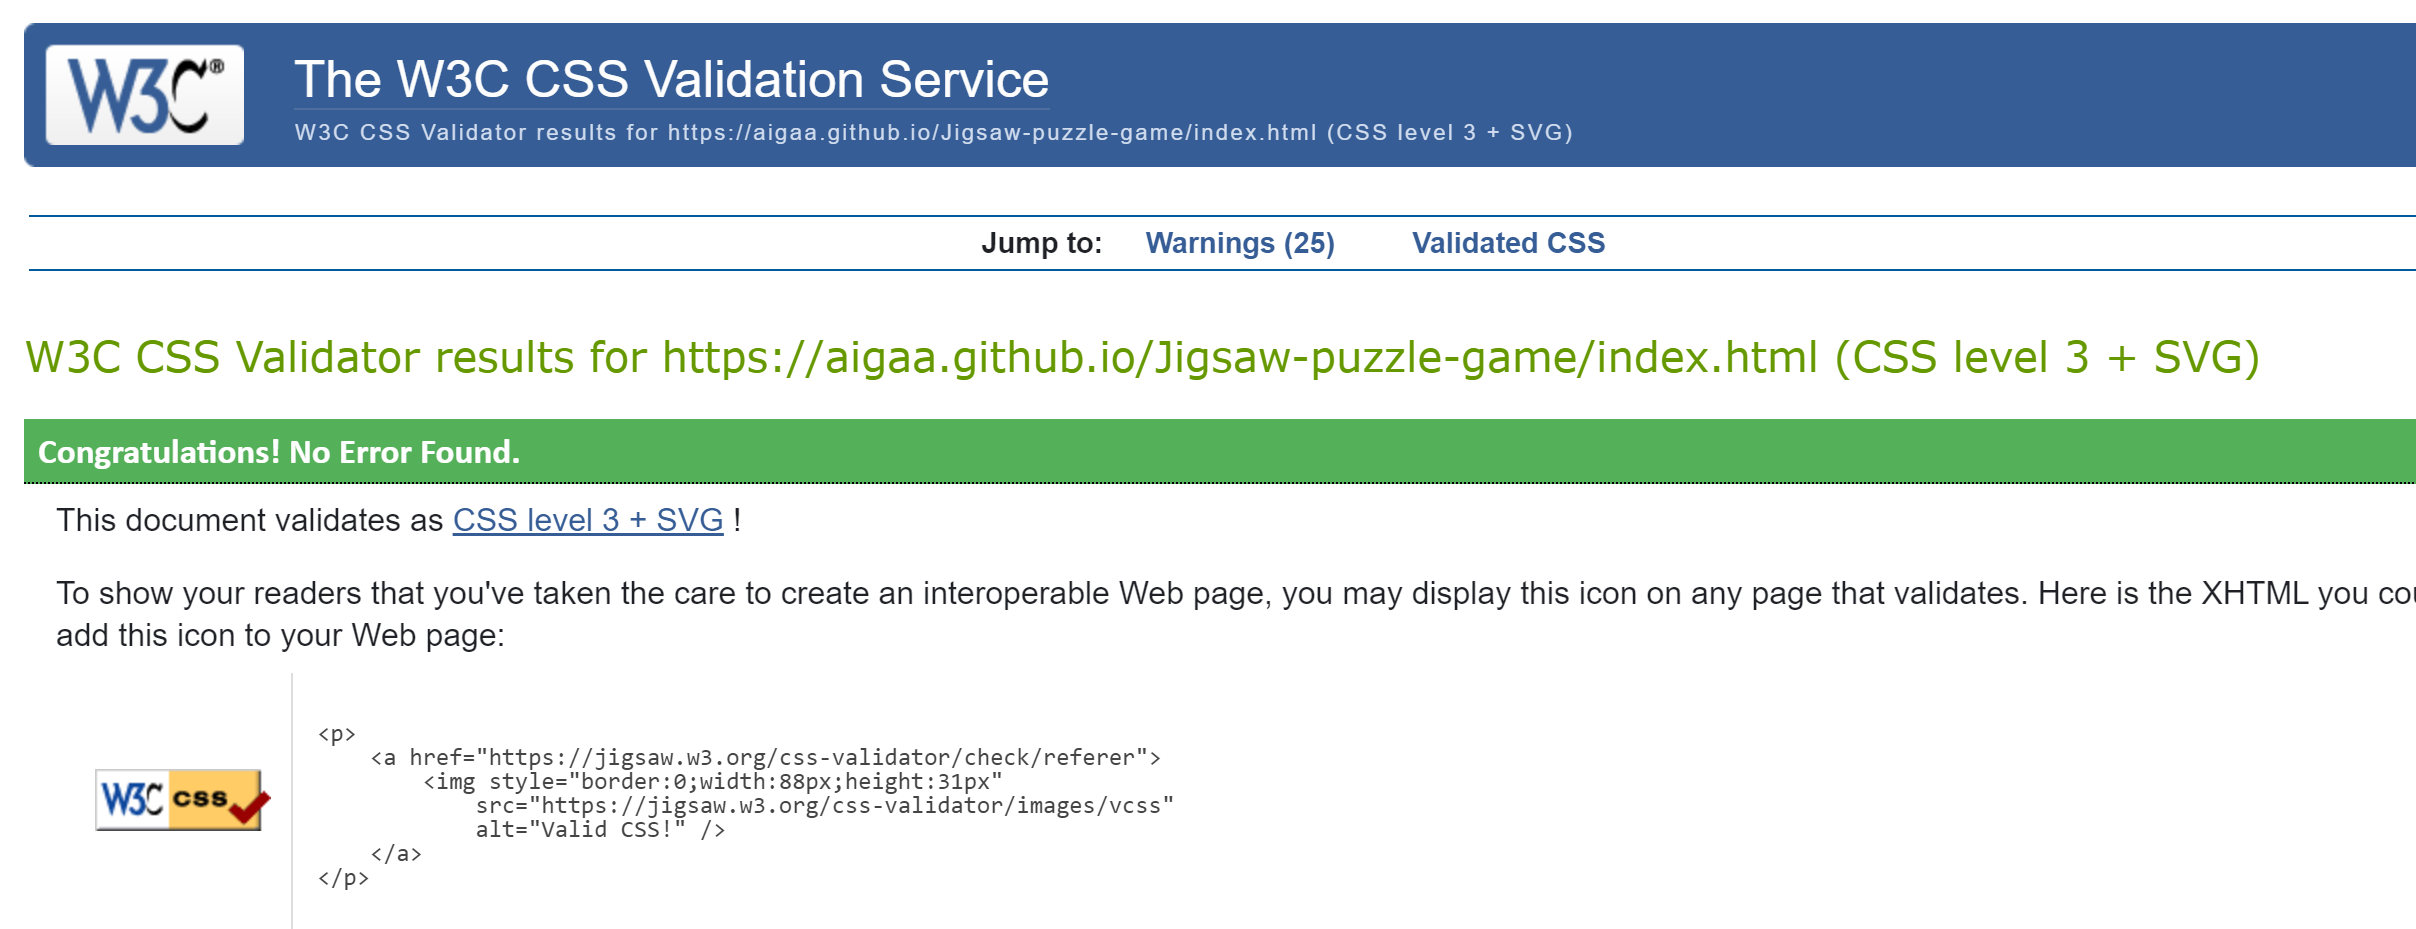 W3C®
The W3C CSS Validation Service
W3C CSS Validator results for https://aigaa.github.io/Jigsaw-puzzle-game/index.html (CSS level 3 + SVG)
Jump to: Warnings (25) Validated CSS
W3C CSS Validator results for https://aigaa.github.io/Jigsaw-puzzle-game/index.html (CSS level 3 + SVG)
Congratulations! No Error Found.
This document validates as CSS level 3 + SVG !
To show your readers that you've taken the care to create an interoperable Web page, you may display this icon on any page that validates. Here is the XHTML you
add this icon to your Web page:
W3C css
<p>
<a href="https://jigsaw.w3.org/css-validator/check/referer">
<img style="border:0;width:88px;height:31px"
src="https://jigsaw.w3.org/css-validator/images/vcss"
alt="Valid CSS!" />
</a>
</p>